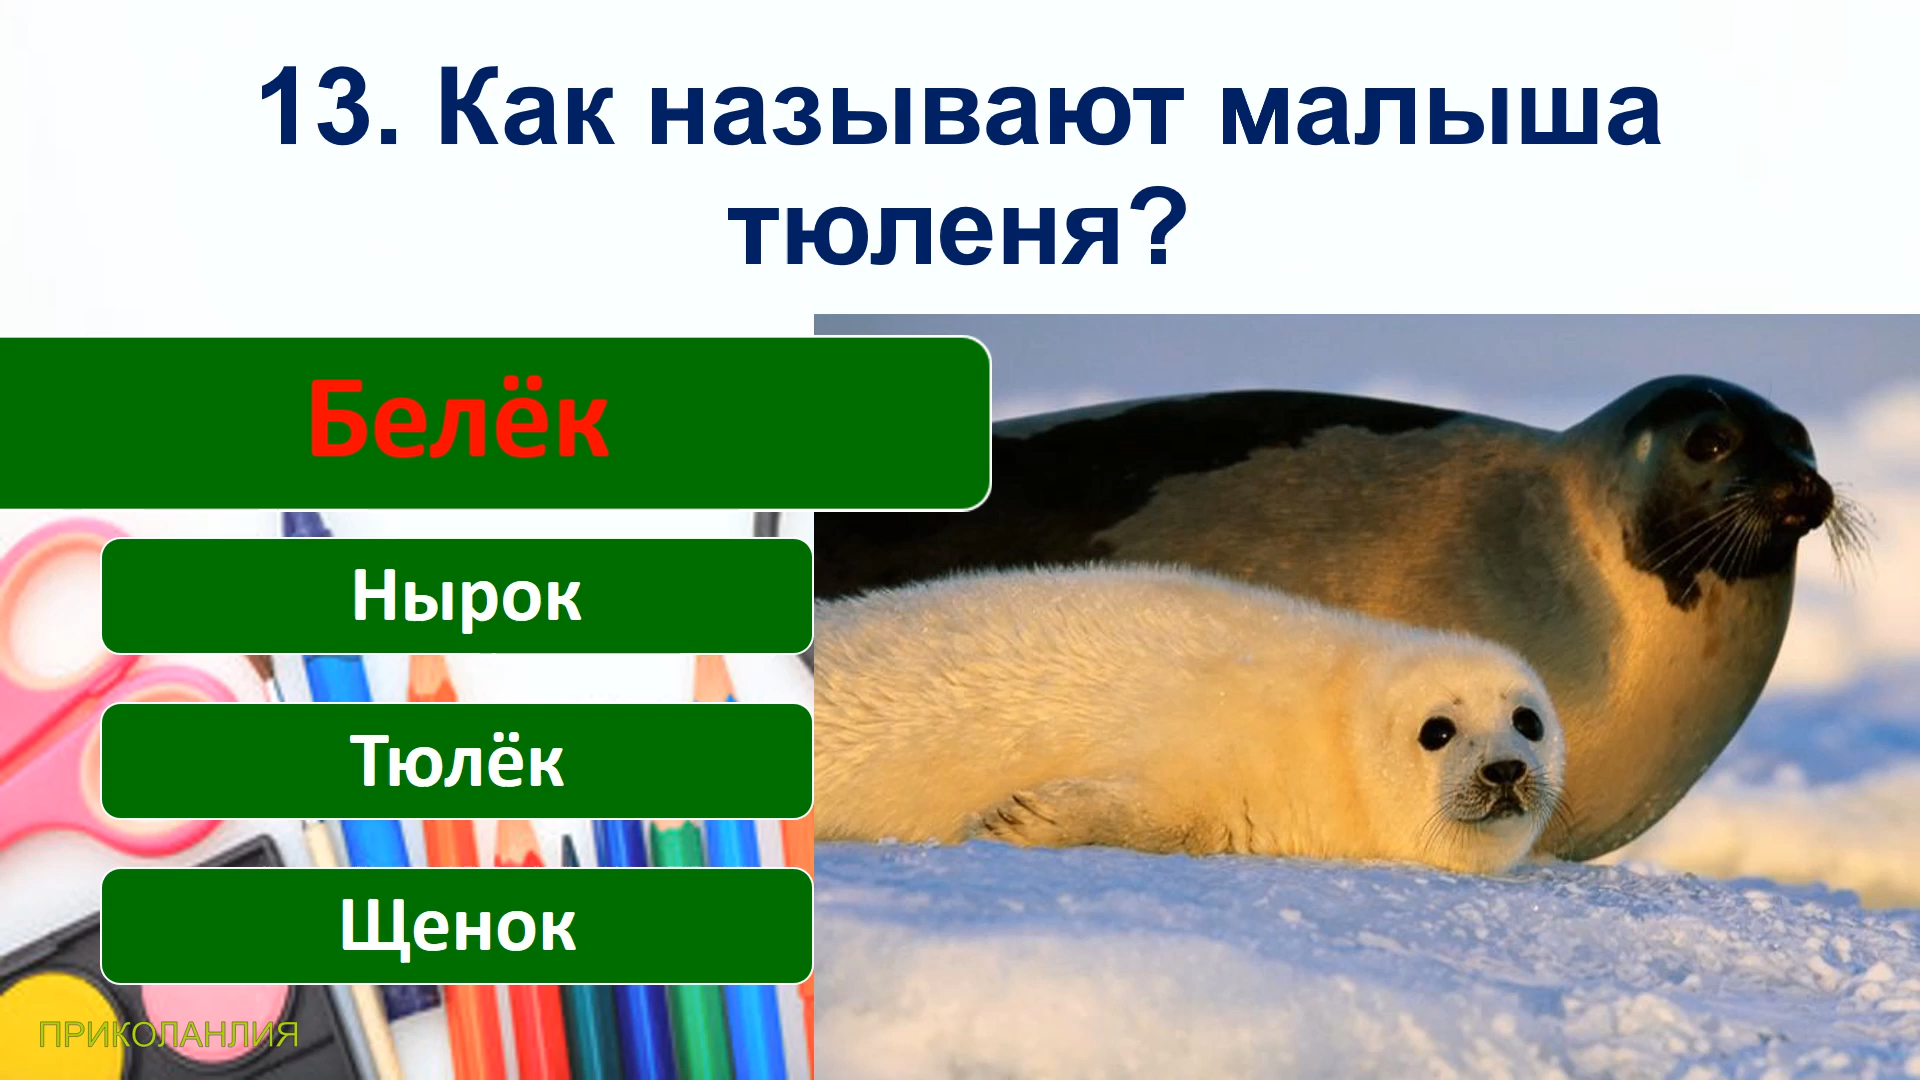 13. Как называют малыша
тюленя?
Белёк
Нырок
Тюлёк
Щенок
ПРИКОЛАНЛИЯ